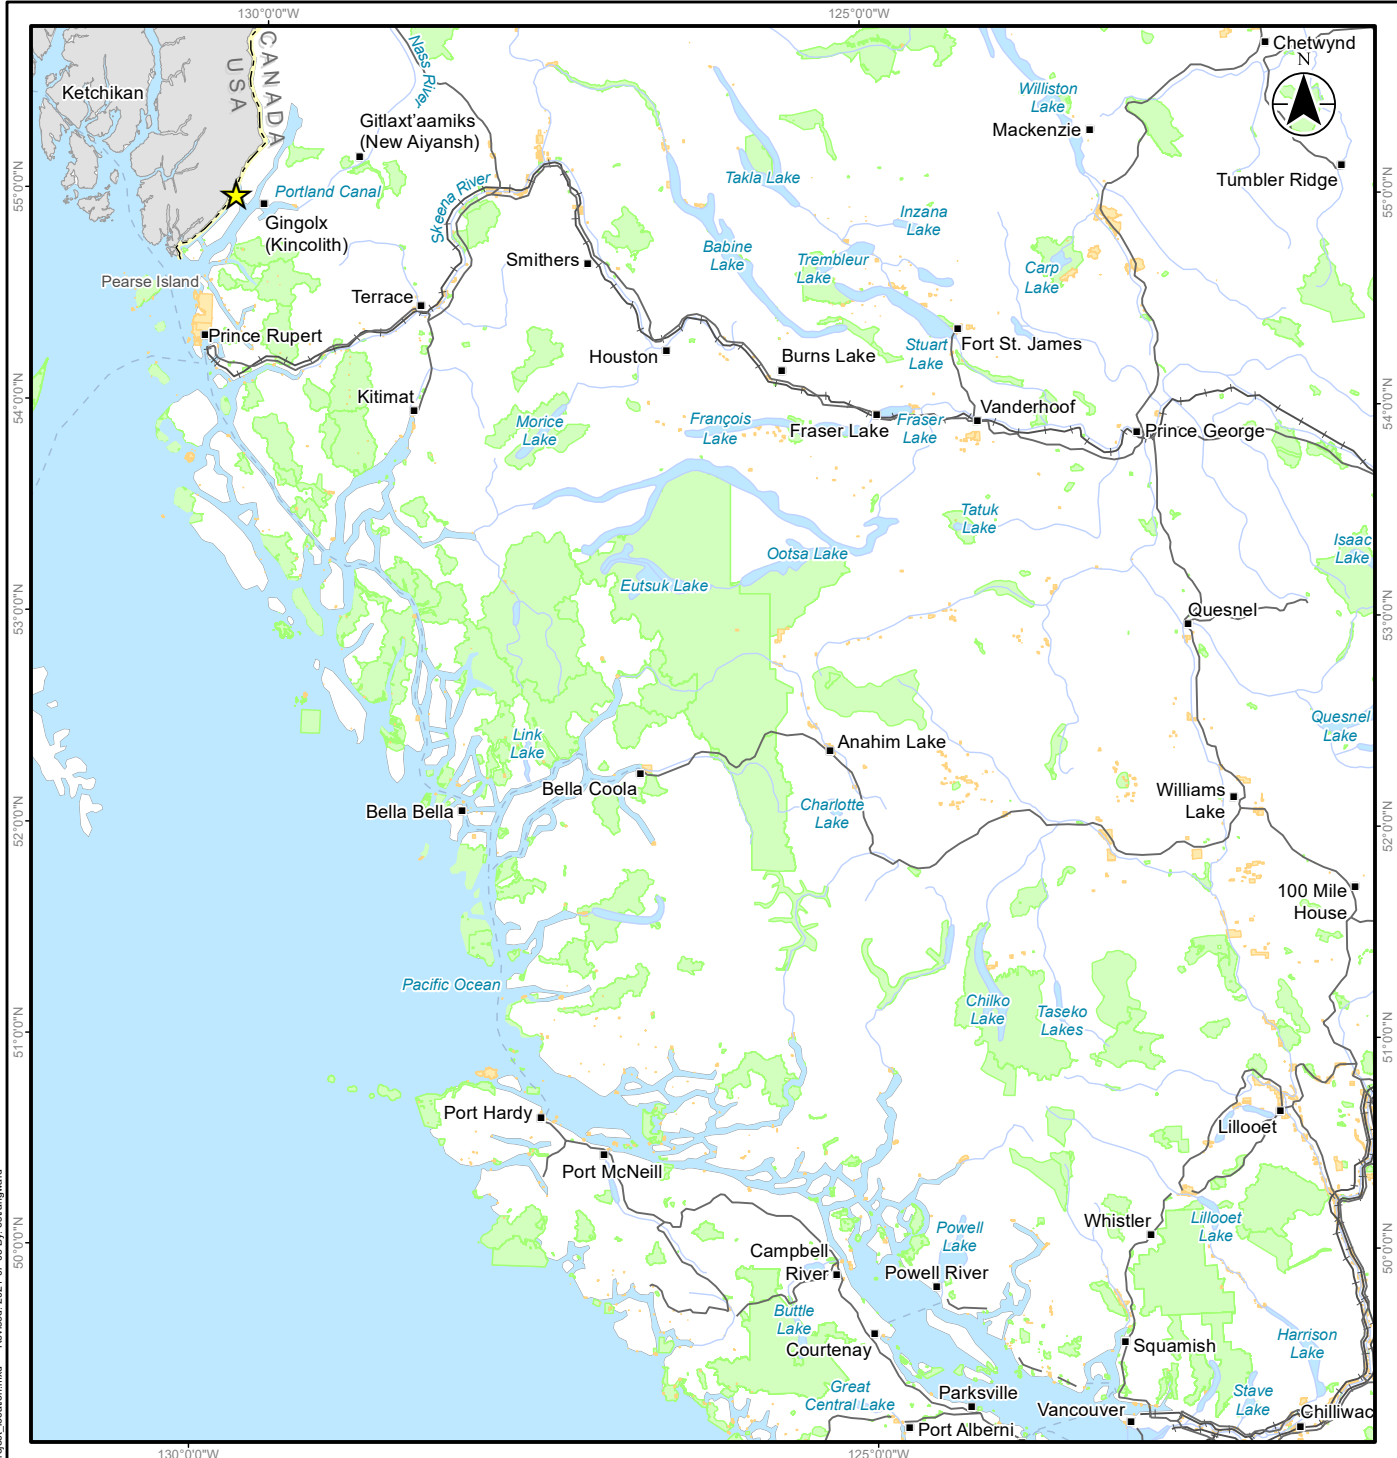 130°0'0"W
125°0'0"W
CANADA
USA
Nass River
Ketchikan
Gitlaxt'aamiks
(New Aiyansh)
Williston
Lake
Chetwynd
N
Mackenzie
Tumbler Ridge
55°0'0"N
55°0'0"N
Portland Canal
Skeena River
Takla Lake
Gingolx
(Kincolith)
Inzana
Lake
Babine
Lake
Trembleur
Lake
Carp
Lake
Smithers
Pearse Island
Terrace
Prince Rupert
Houston
Burns Lake
Stuart
Lake
Fort St. James
54°0'0"N
54°0'0"N
Kitimat
Morice
Lake
François
Lake
Fraser Lake
Fraser
Lake
Vanderhoof
Prince George
Tatuk
Lake
Isaac
Lake
Ootsa Lake
Eutsuk Lake
53°0'0"N
53°0'0"N
Quesnel
Quesnel
Lake
Link
Lake
Anahim Lake
Bella Coola
Bella Bella
Charlotte
Lake
Williams
Lake
52°0'0"N
52°0'0"N
100 Mile
House
Pacific Ocean
Chilko
Lake
Taseko
Lakes
51°0'0"N
51°0'0"N
Port Hardy
Port McNeill
Lillooet
Lillooet
Lake
Whistler
Powell
Lake
50°0'0"N
50°0'0"N
Campbell
River
Powell River
Buttle
Lake
Courtenay
Squamish
Harrison
Lake
Great
Central Lake
Parksville
Port Alberni
Vancouver
Stave
Lake
Chilliwac
130°0'0"W
125°0'0"W